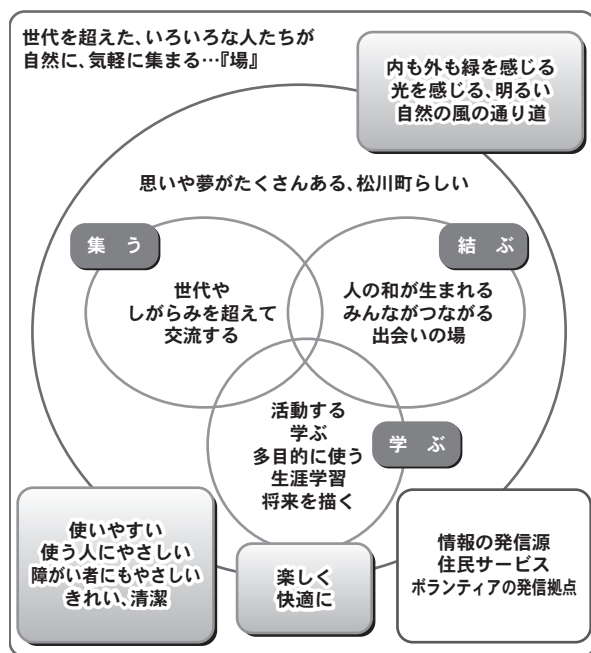 世代を超えた、いろいろな人たちが
自然に、気軽に集まる…『場』
内も外も緑を感じる
光を感じる、明るい
自然の風の通り道
思いや夢がたくさんある、松川町らしい
集う
世代や
しがらみを超えて
交流する
結ぶ
人の和が生まれる
みんながつながる
出会いの場
活動する
学ぶ
多目的に使う
生涯学習
将来を描く
学ぶ
使いやすい
使う人にやさしい
障がい者にもやさしい
きれい、清潔
楽しく
快適に
情報の発信源
住民サービス
ボランティアの発信拠点